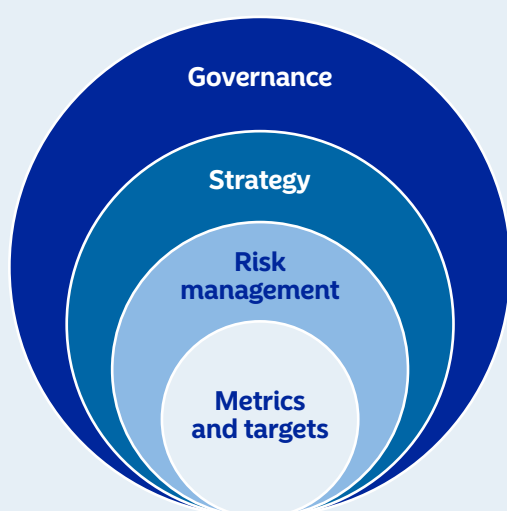 Governance
Strategy
Risk
management
Metrics
and targets